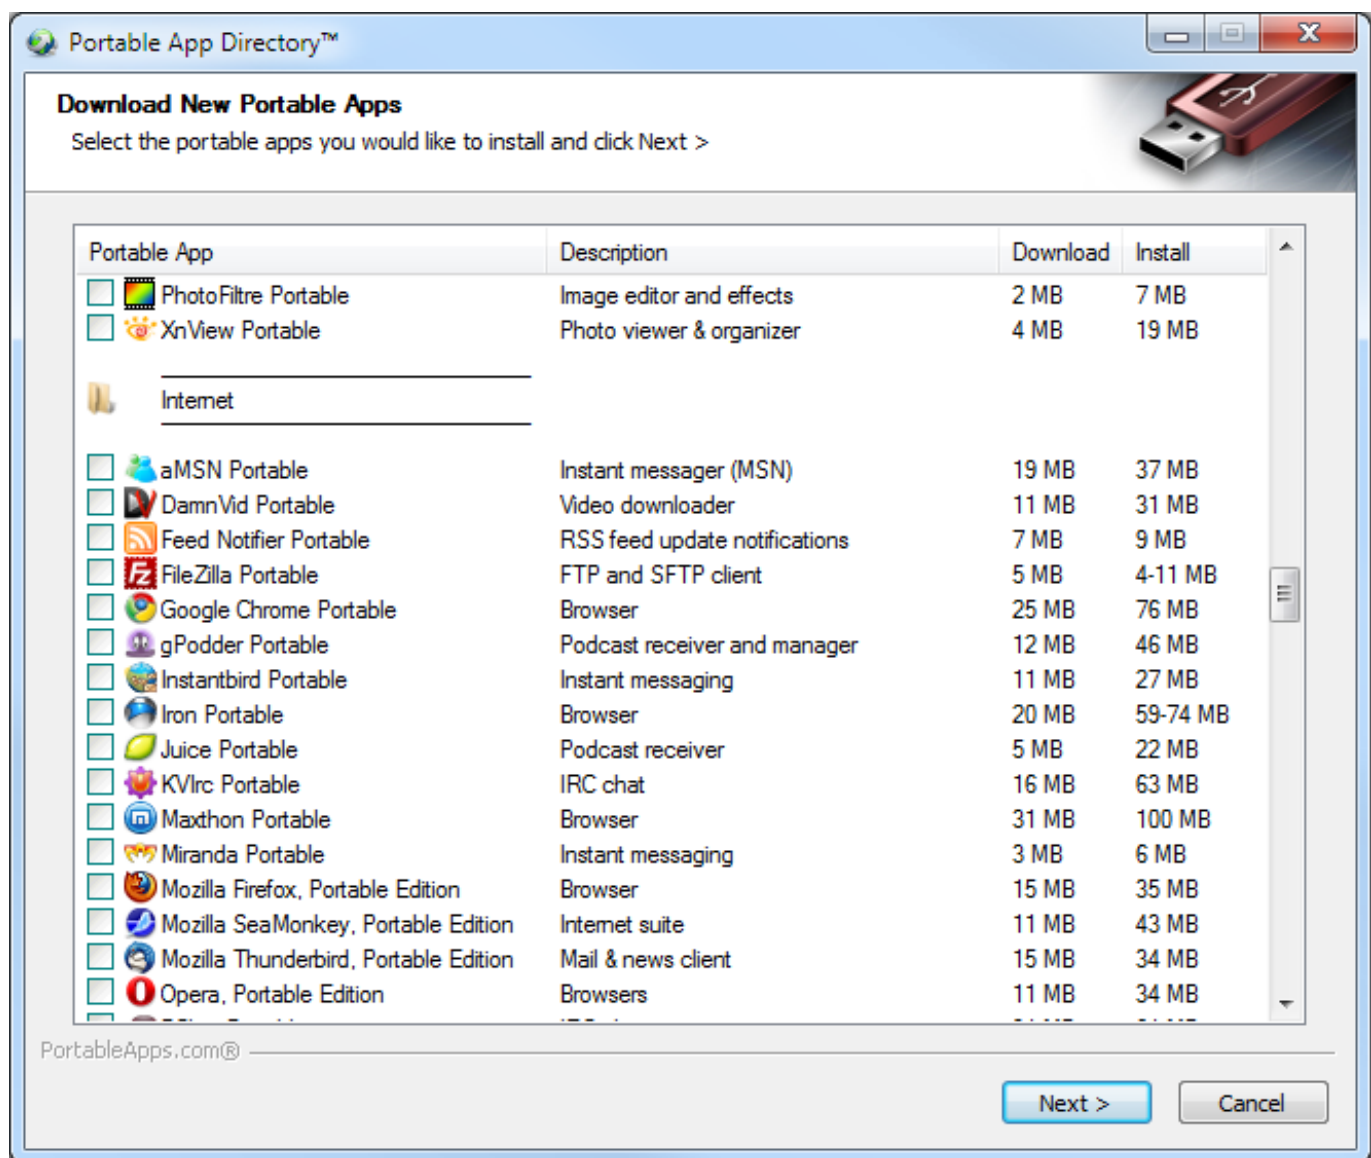 Portable App Directory™
Download New Portable Apps
Select the portable apps you would like to install and click Next >
Portable App Description Download Install
PhotoFiltre Portable Image editor and effects 2 MB 7 MB
XnView Portable Photo viewer & organizer 4 MB 19 MB
Internet
aMSN Portable Instant messager (MSN) 19 MB 37 MB
DamnVid Portable Video downloader 11 MB 31 MB
Feed Notifier Portable RSS feed update notifications 7 MB 9 MB
FileZilla Portable FTP and SFTP client 5 MB 4-11 MB
Google Chrome Portable Browser 25 MB 76 MB
gPodder Portable Podcast receiver and manager 12 MB 46 MB
Instantbird Portable Instant messaging 11 MB 27 MB
Iron Portable Browser 20 MB 59-74 MB
Juice Portable Podcast receiver 5 MB 22 MB
KVIrc Portable IRC chat 16 MB 63 MB
Maxthon Portable Browser 31 MB 100 MB
Miranda Portable Instant messaging 3 MB 6 MB
Mozilla Firefox, Portable Edition Browser 15 MB 35 MB
Mozilla SeaMonkey, Portable Edition Internet suite 11 MB 43 MB
Mozilla Thunderbird, Portable Edition Mail & news client 15 MB 34 MB
Opera, Portable Edition Browsers 11 MB 34 MB
PortableApps.com®
Next > Cancel